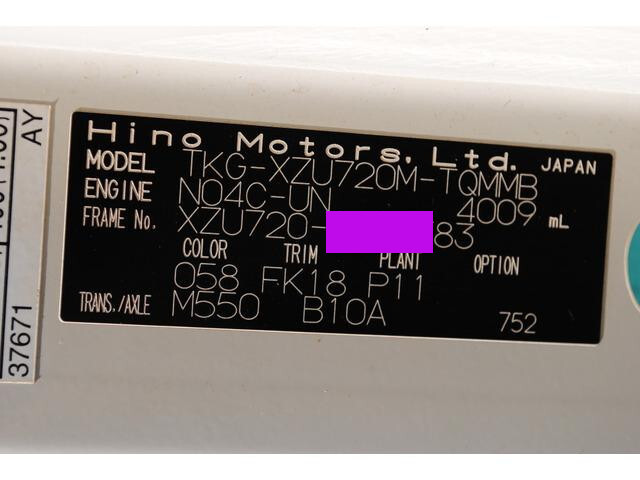 Hino Motors, Ltd. JAPAN
MODEL TKG-XZU720M-TQMMB
ENGINE N04C-UN 4009 mL
FRAME No. XZU720- 83
COLOR TRIM PLANT OPTION
058 FK18 P11
TRANS./AXLE M550 B10A 752
AY
37671